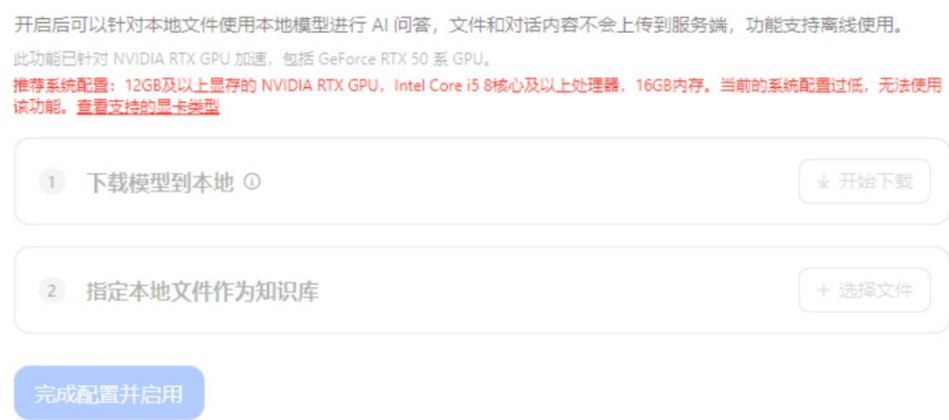 开启后可以针对本地文件使用本地模型进行 AI 问答，文件和对话内容不会上传到服务端，功能支持离线使用。
此功能已针对 NVIDIA RTX GPU 加速，包括 GeForce RTX 50 系 GPU。
推荐系统配置：12GB及以上显存的 NVIDIA RTX GPU，Intel Core i5 8核心及以上处理器，16GB内存。当前的系统配置过低，无法使用
该功能。查看支持的显卡类型
1 下载模型到本地 开始下载
2 指定本地文件作为知识库 + 选择文件
完成配置并启用